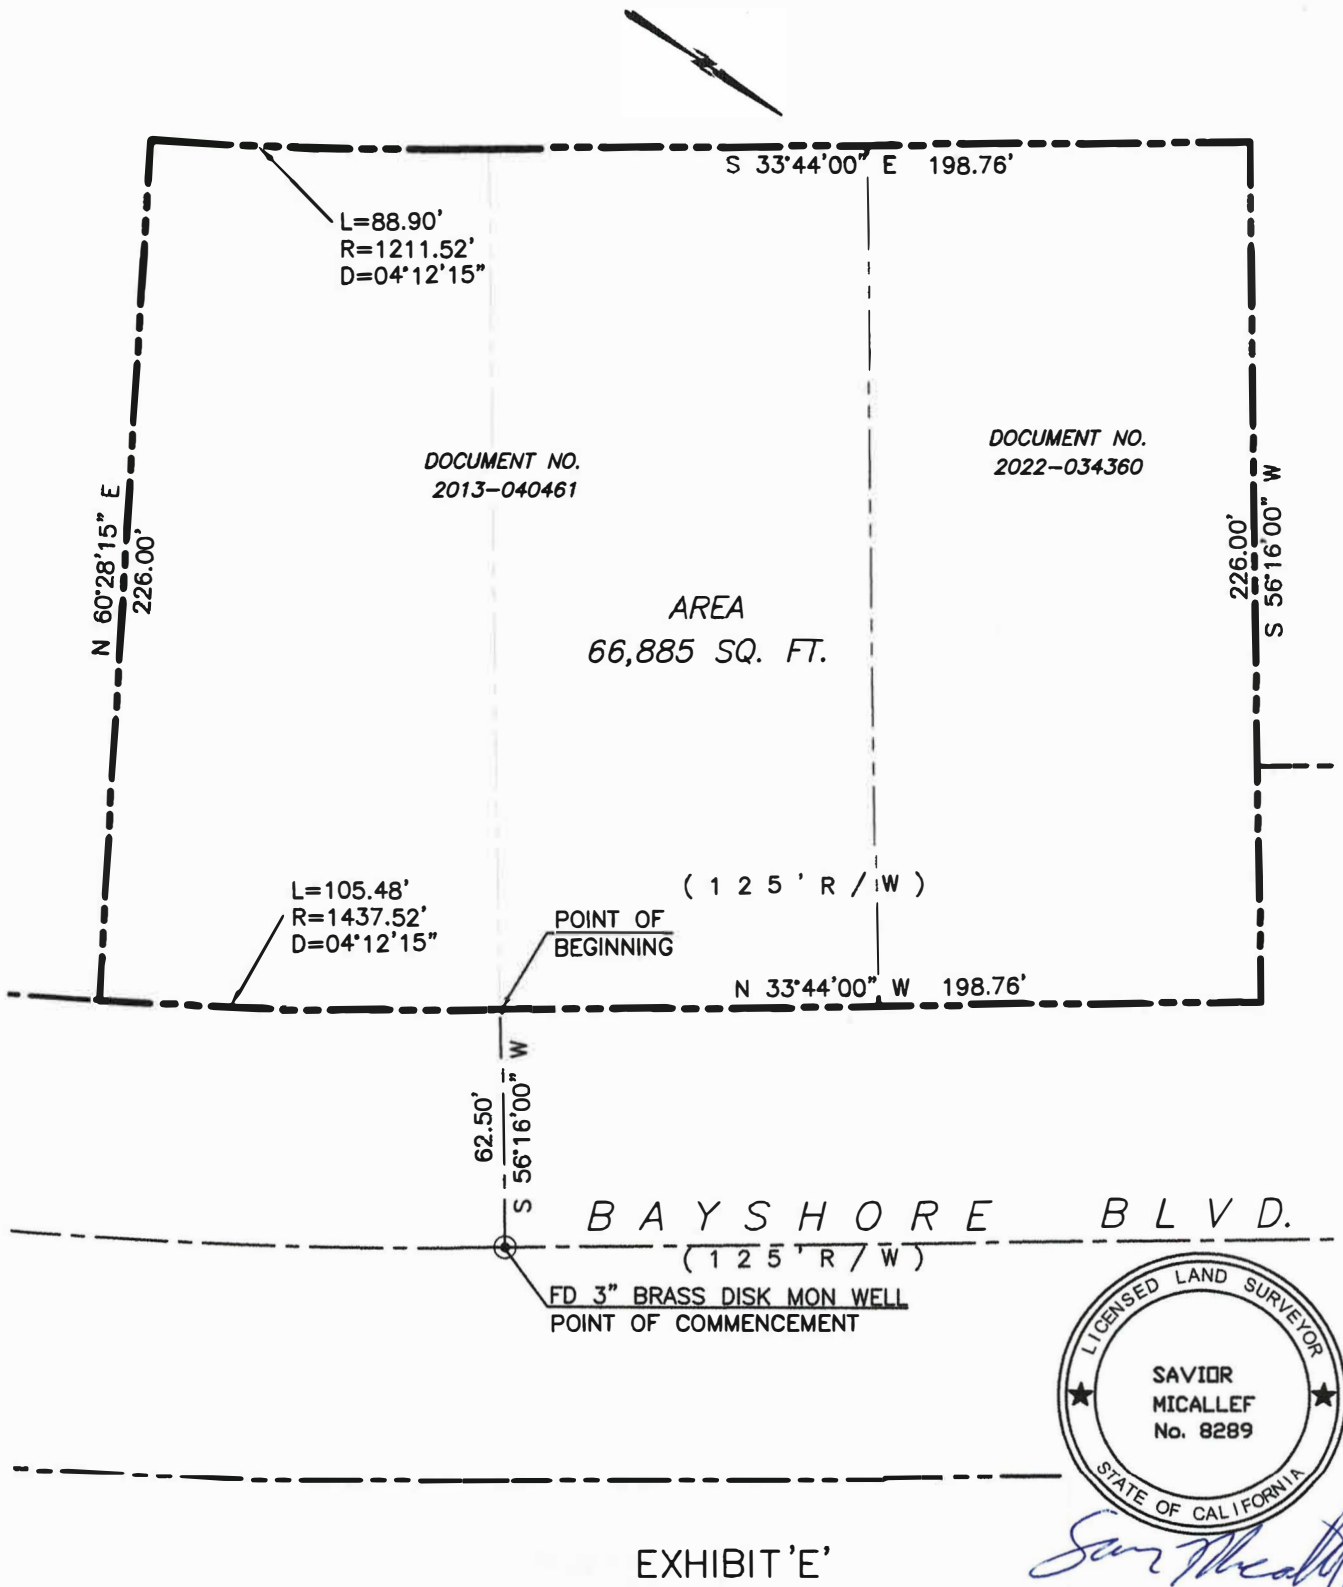 S 33°44'00" E 198.76'
L=88.90'
R=1211.52'
D=04°12'15"
DOCUMENT NO.
2013-040461
DOCUMENT NO.
2022-034360
N 60°28'15" E
226.00'
226.00'
S 56°16'00" W
AREA
66,885 SQ. FT.
(125' R/W)
L=105.48'
R=1437.52'
D=04°12'15"
POINT OF
BEGINNING
N 33°44'00" W 198.76'
62.50'
S 56°16'00" W
BAYSHORE BLVD.
(125' R/W)
FD 3" BRASS DISK MON WELL
POINT OF COMMENCEMENT
LICENSED LAND SURVEYOR
SAVIOR
MICALLEF
No. 8289
STATE OF CALIFORNIA
EXHIBIT 'E'